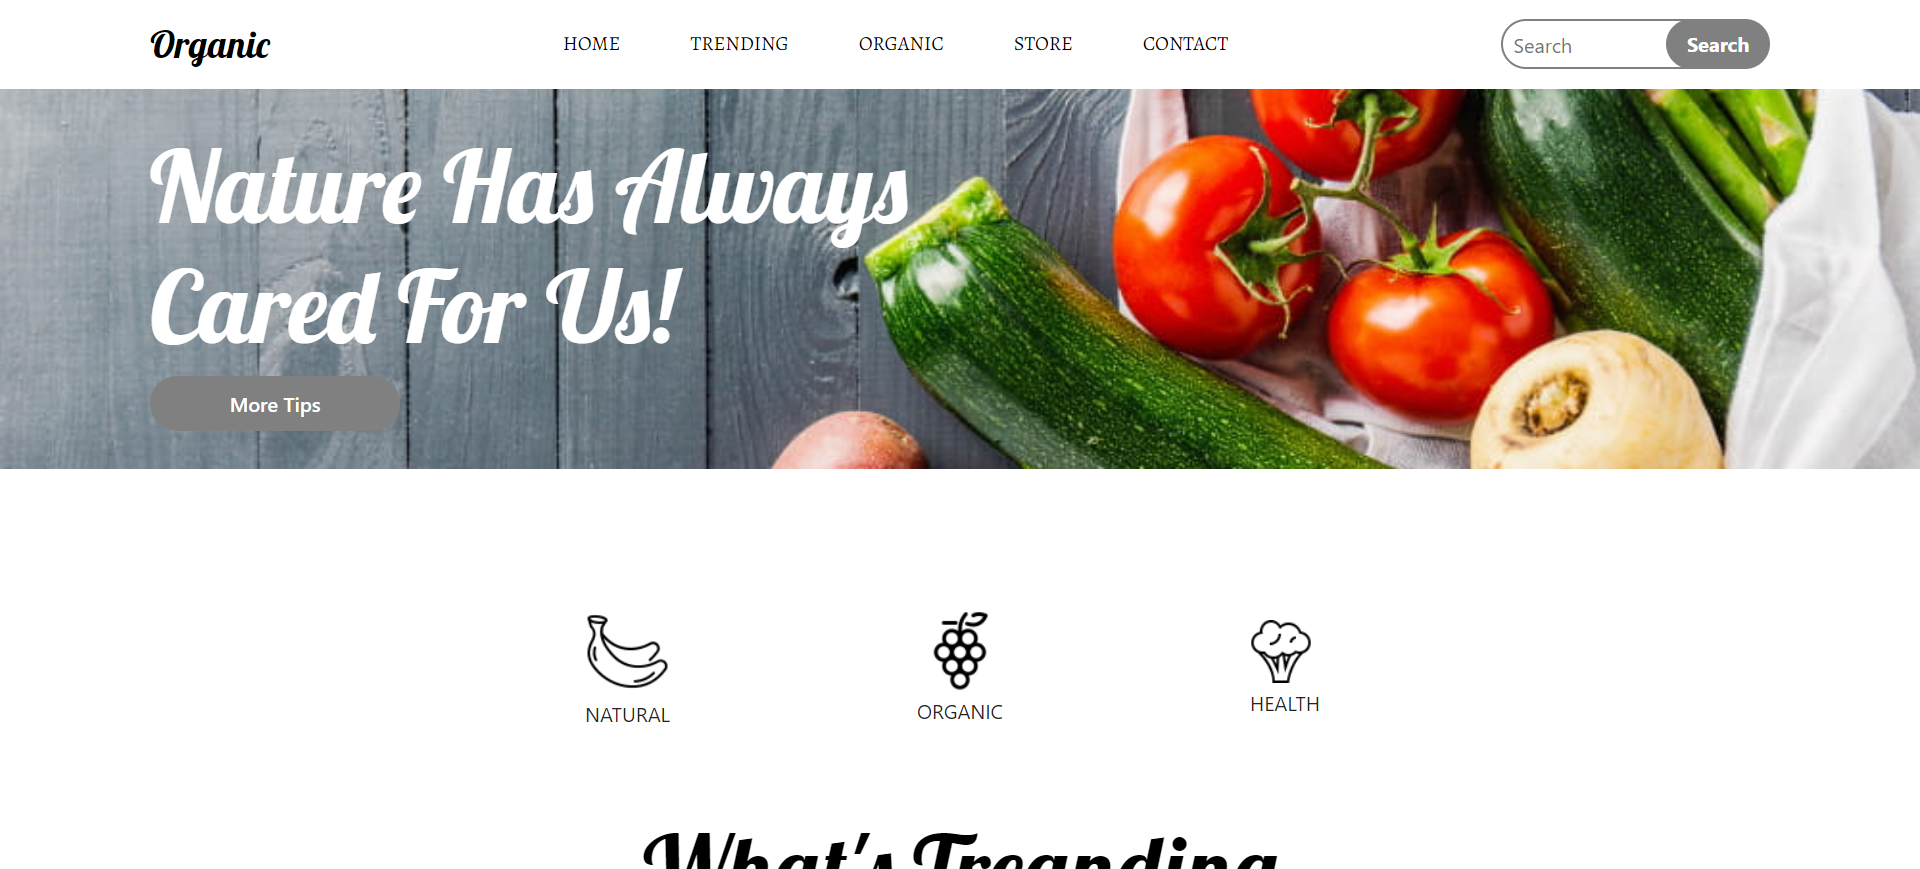 Organic
HOME TRENDING ORGANIC STORE CONTACT
Search Search
Nature Has Always
Cared For Us!
More Tips
NATURAL ORGANIC HEALTH
What's Treanding